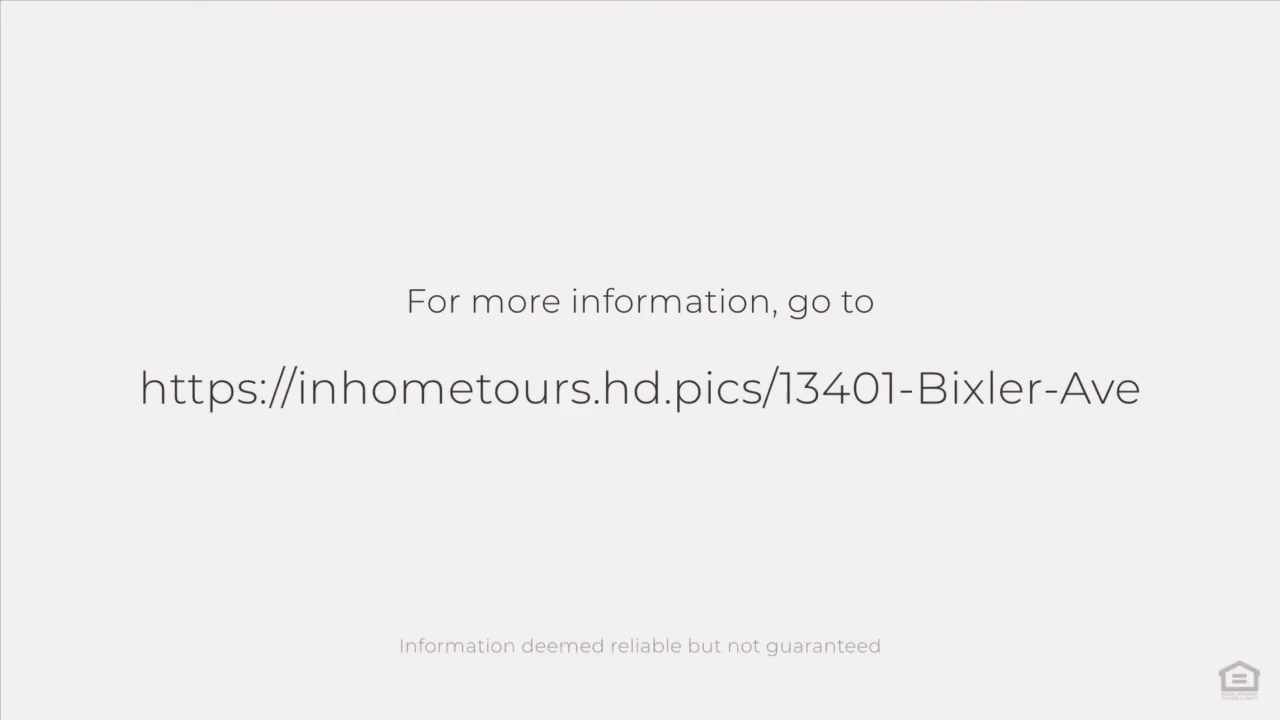 For more information, go to
https://inhometours.hd.pics/13401-Bixler-Ave
Information deemed reliable but not guaranteed